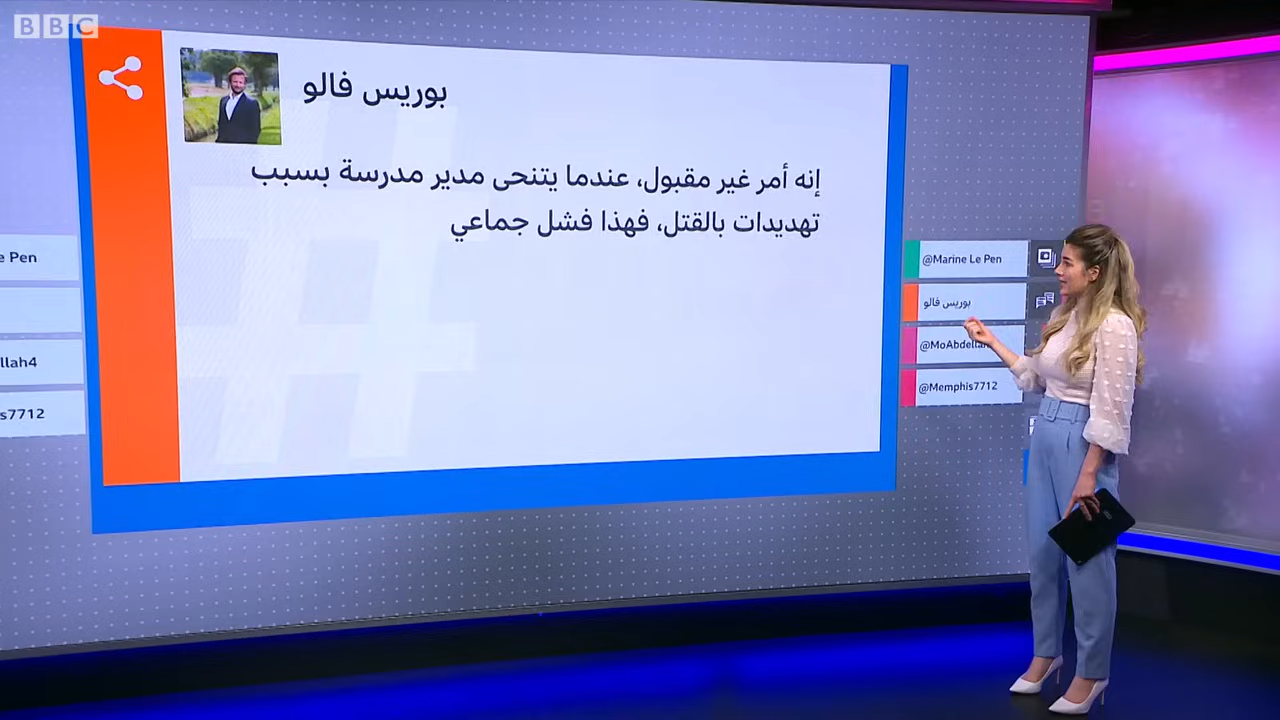 BBC
بوريس فالو
إنه أمر غير مقبول، عندما يتنحى مدير مدرسة بسبب
تهديدات بالقتل، فهذا فشل جماعي
e Pen
llah4
s7712
@Marine Le Pen
بوريس فالو
@MoAbdellah
@Memphis7712